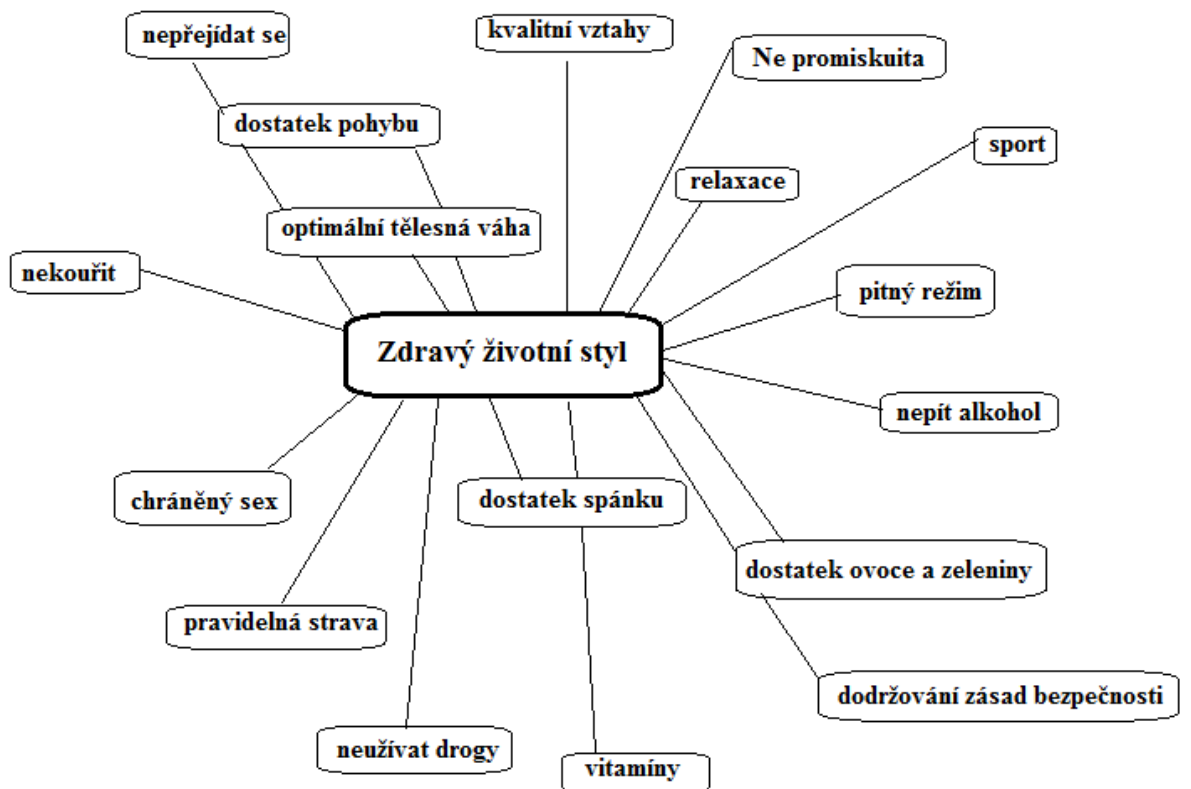 nepřejídat se
kvalitní vztahy
Ne promiskuita
dostatek pohybu
sport
relaxace
optimální tělesná váha
nekouřit
pitný režim
Zdravý životní styl
nepít alkohol
chráněný sex
dostatek spánku
dostatek ovoce a zeleniny
pravidelná strava
dodržování zásad bezpečnosti
neužívat drogy
vitamíny